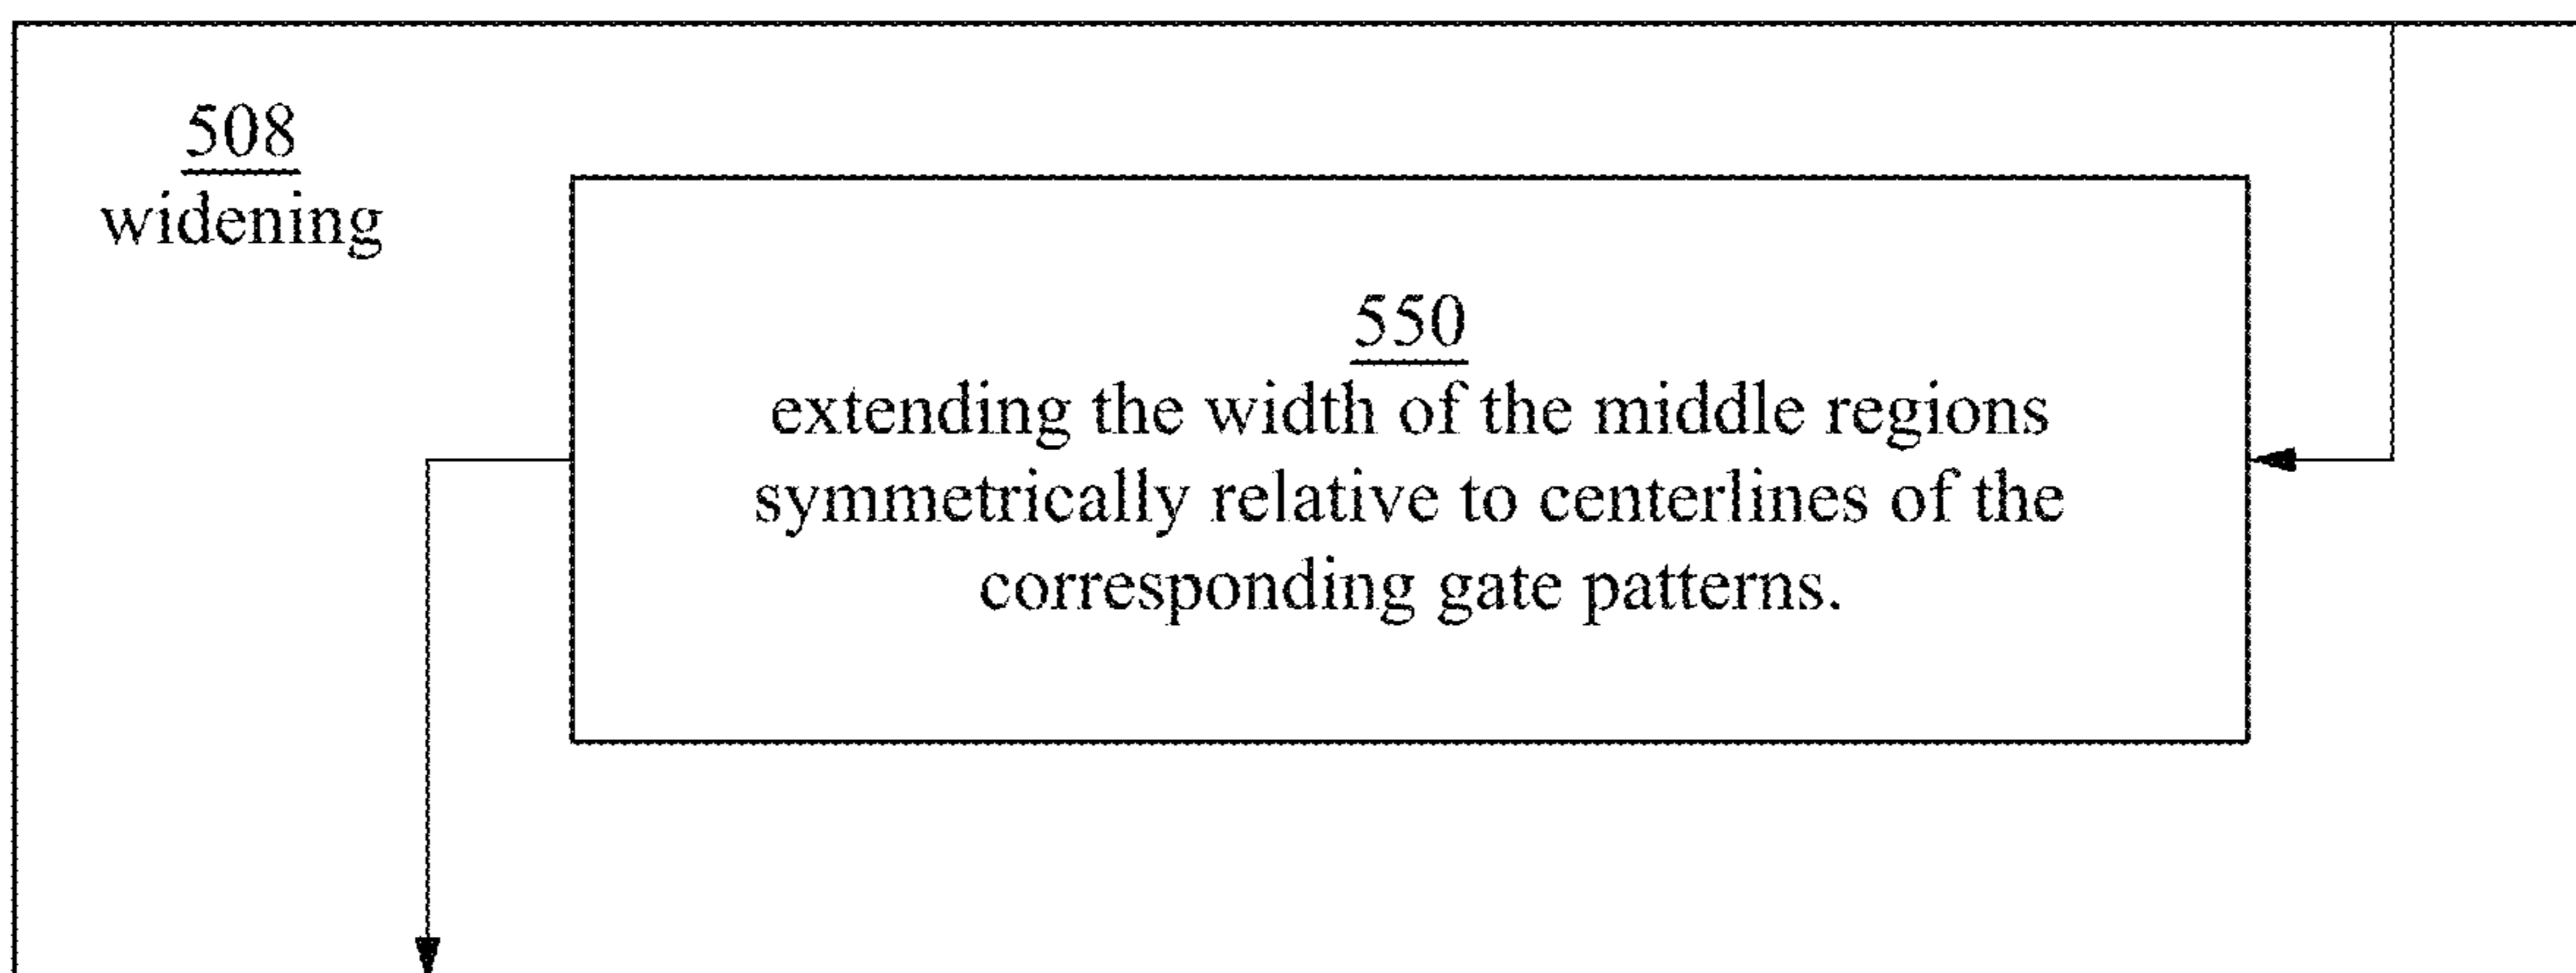 508
widening
550
extending the width of the middle regions
symmetrically relative to centerlines of the
corresponding gate patterns.